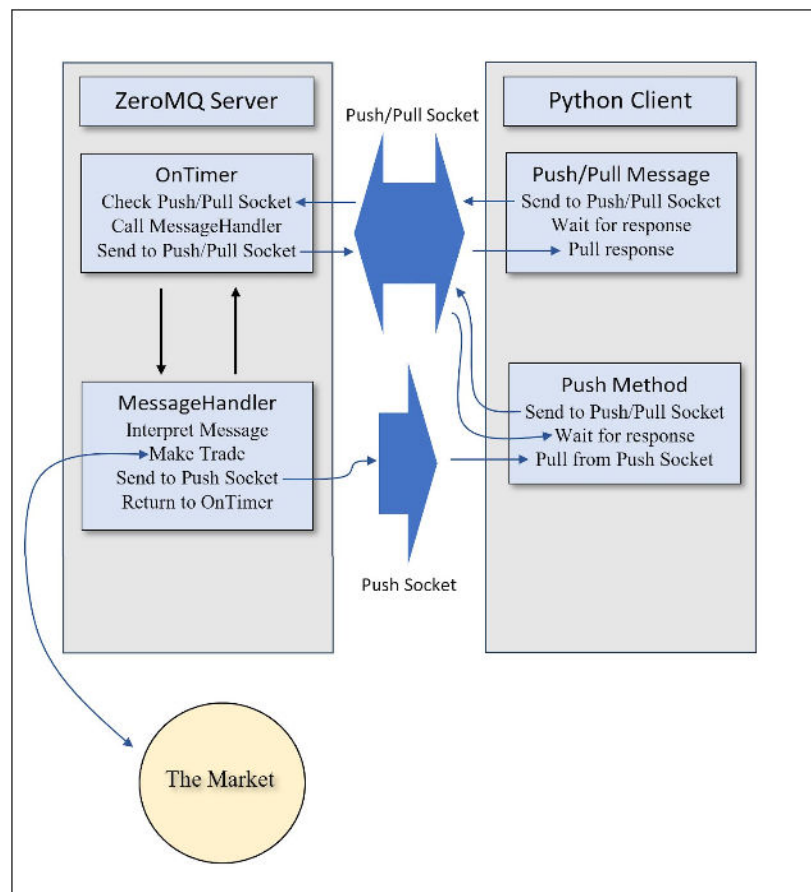 ZeroMQ Server
Python Client
Push/Pull Socket
OnTimer
Check Push/Pull Socket
Call MessageHandler
Send to Push/Pull Socket
Push/Pull Message
Send to Push/Pull Socket
Wait for response
Pull response
MessageHandler
Interpret Message
Make Trade
Send to Push Socket
Return to OnTimer
Push Method
Send to Push/Pull Socket
Wait for response
Pull from Push Socket
Push Socket
The Market